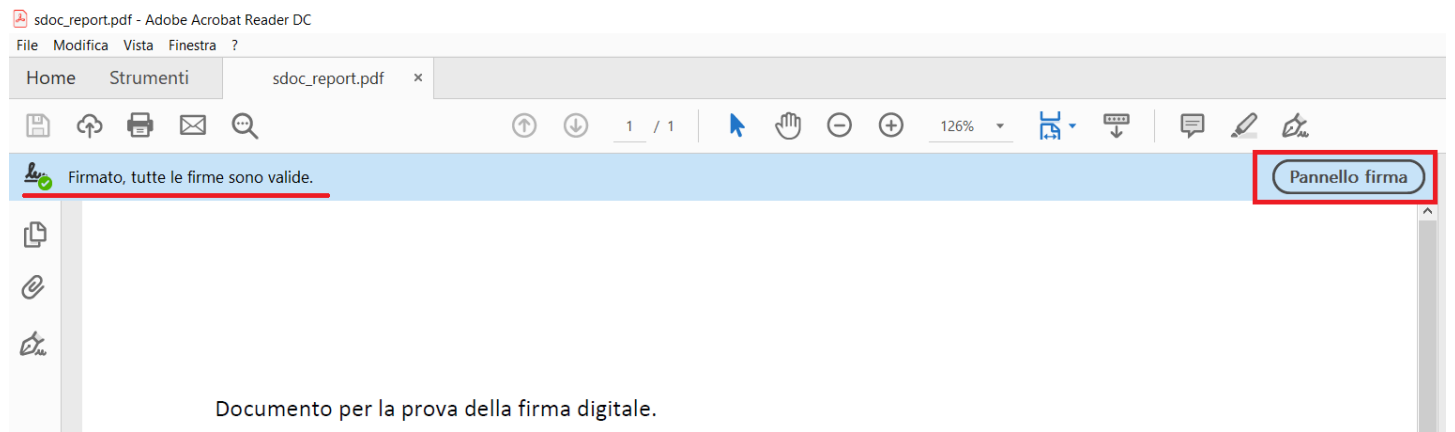 sdoc_report.pdf - Adobe Acrobat Reader DC
File Modifica Vista Finestra ?
Home Strumenti sdoc_report.pdf ×
1 / 1 126%
Firmato, tutte le firme sono valide. Pannello firma
Documento per la prova della firma digitale.